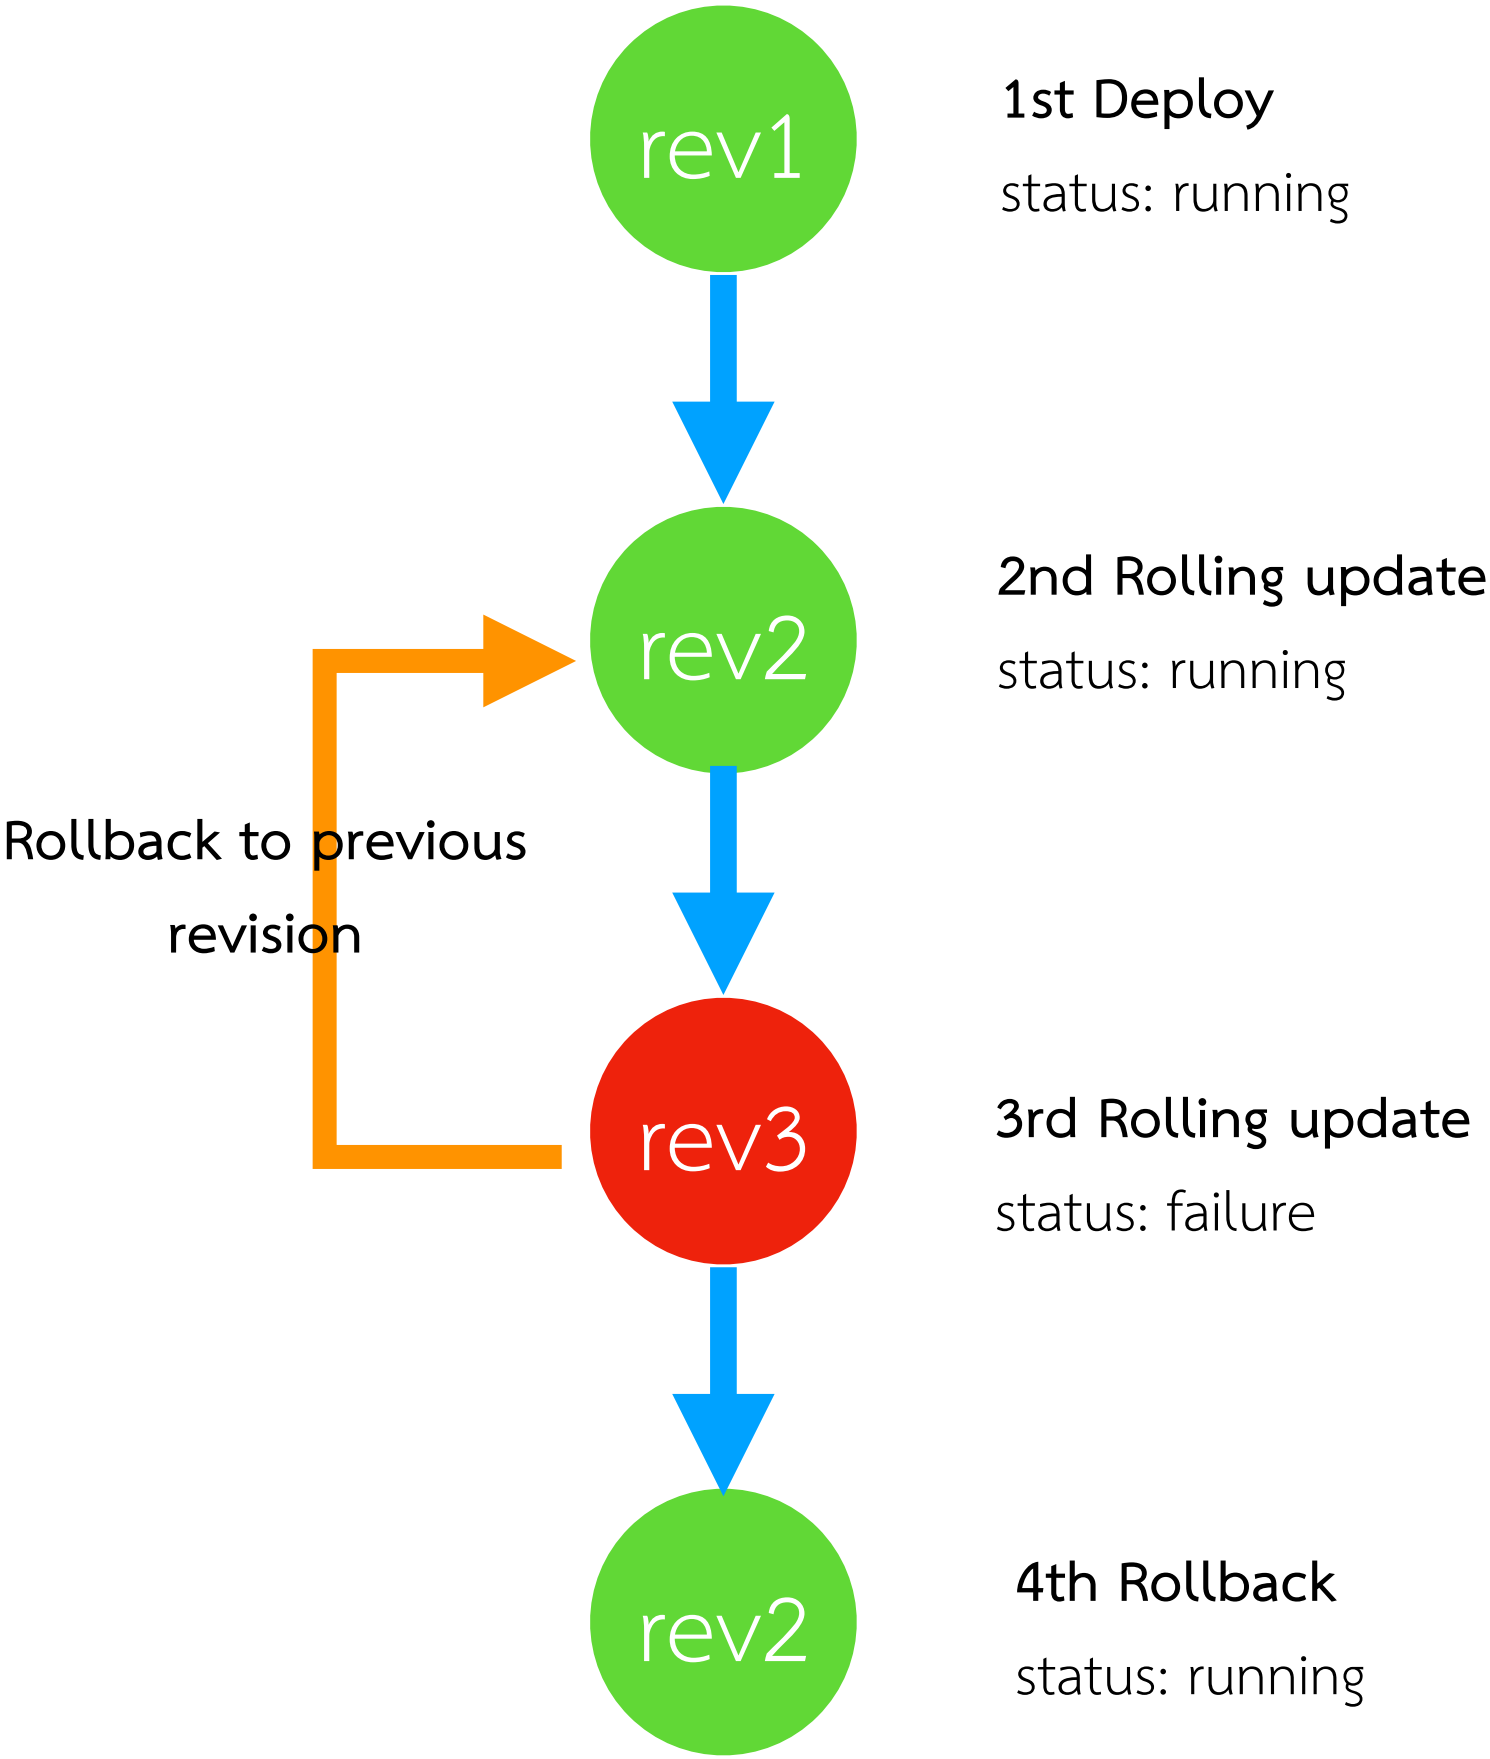 rev1
1st Deploy
status: running
rev2
2nd Rolling update
status: running
Rollback to previous
revision
rev3
3rd Rolling update
status: failure
rev2
4th Rollback
status: running